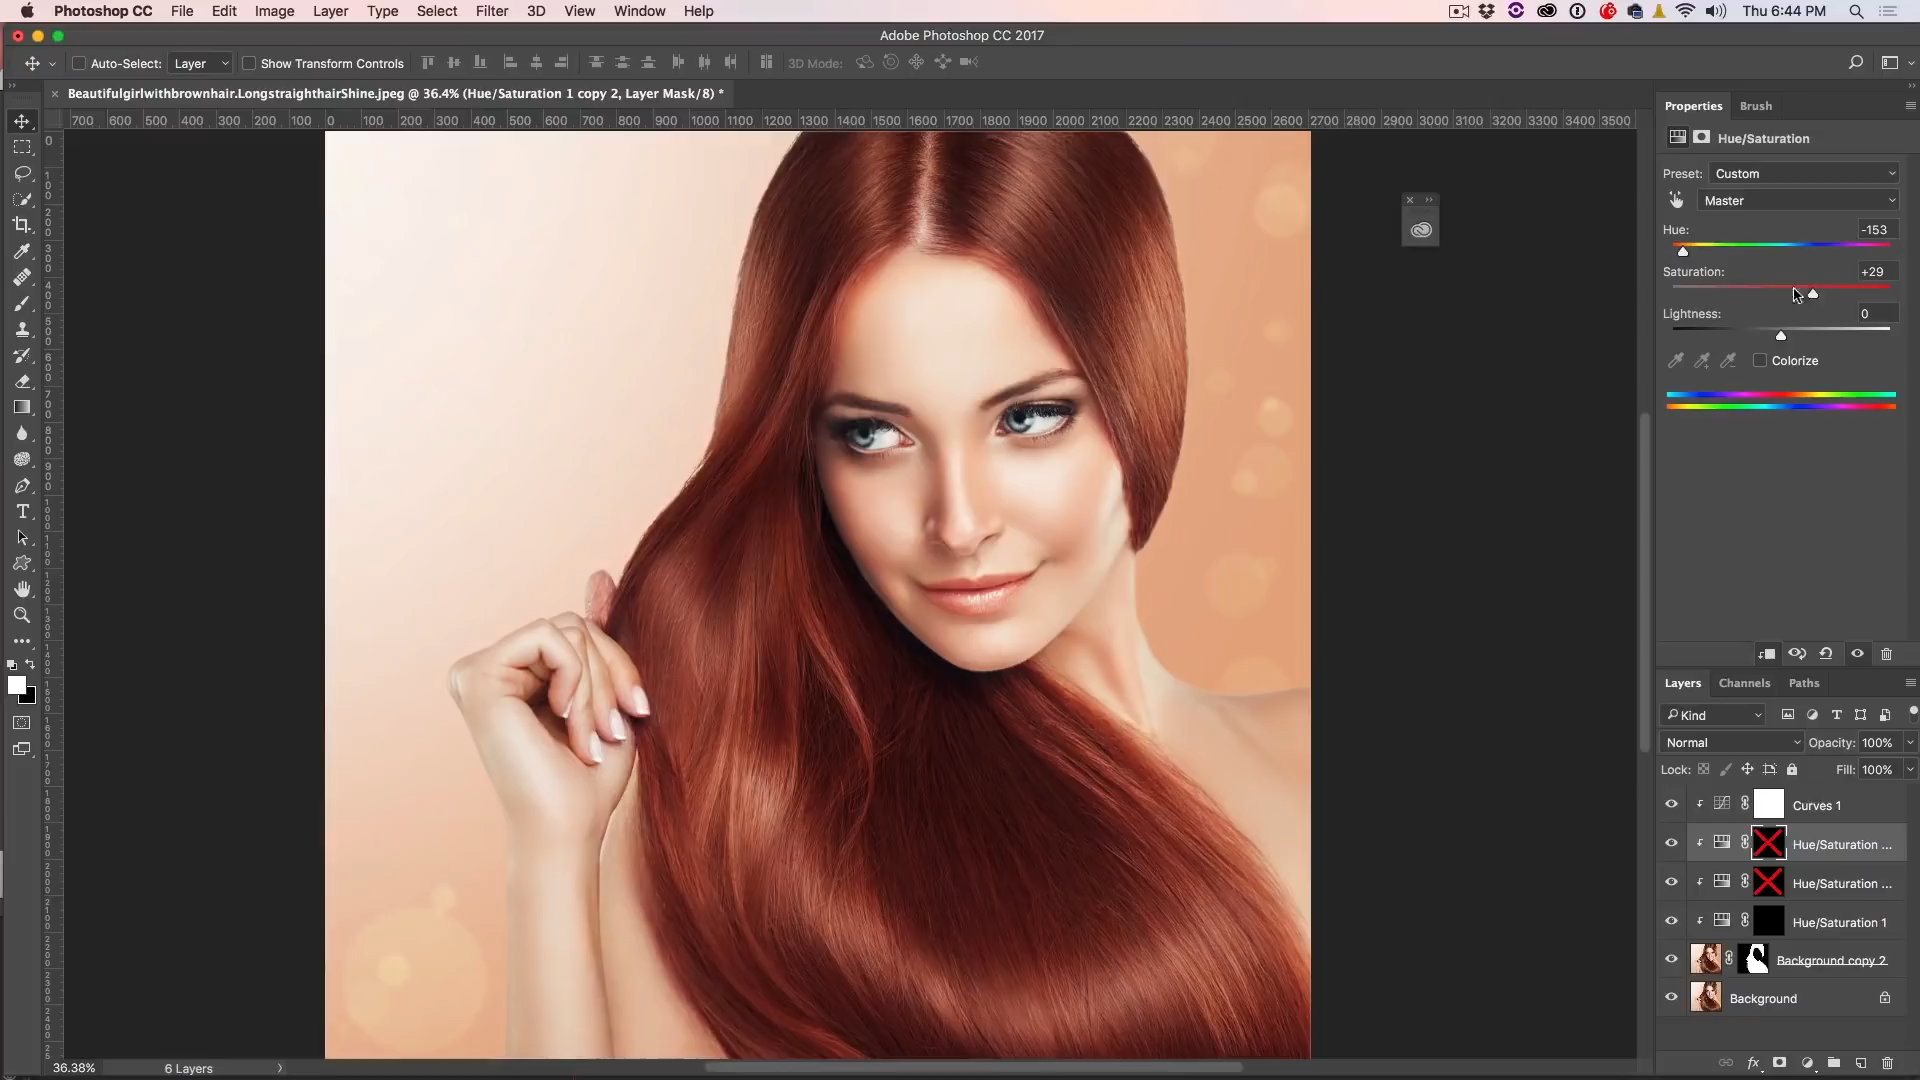 Photoshop CC File Edit Image Layer Type Select Filter 3D View Window Help Thu 6:44 PM
Adobe Photoshop CC 2017
Auto-Select: Layer Show Transform Controls 3D Mode:
× Beautifulgirlwithbrownhair.LongstraighthairShine.jpeg @ 36.4% (Hue/Saturation 1 copy 2, Layer Mask/8) *
700 600 500 400 300 200 100 0 100 200 300 400 500 600 700 800 900 1000 1100 1200 1300 1400 1500 1600 1700 1800 1900 2000 2100 2200 2300 2400 2500 2600 2700 2800 2900 3000 3100 3200 3300 3400 3500
Properties Brush
Hue/Saturation
Preset: Custom
Master
Hue: -153
Saturation: +29
Lightness: 0
Colorize
Layers Channels Paths
Kind
Normal Opacity: 100%
Lock: Fill: 100%
Curves 1
Hue/Saturation ...
Hue/Saturation ...
Hue/Saturation 1
Background copy 2
Background
36.38% 6 Layers